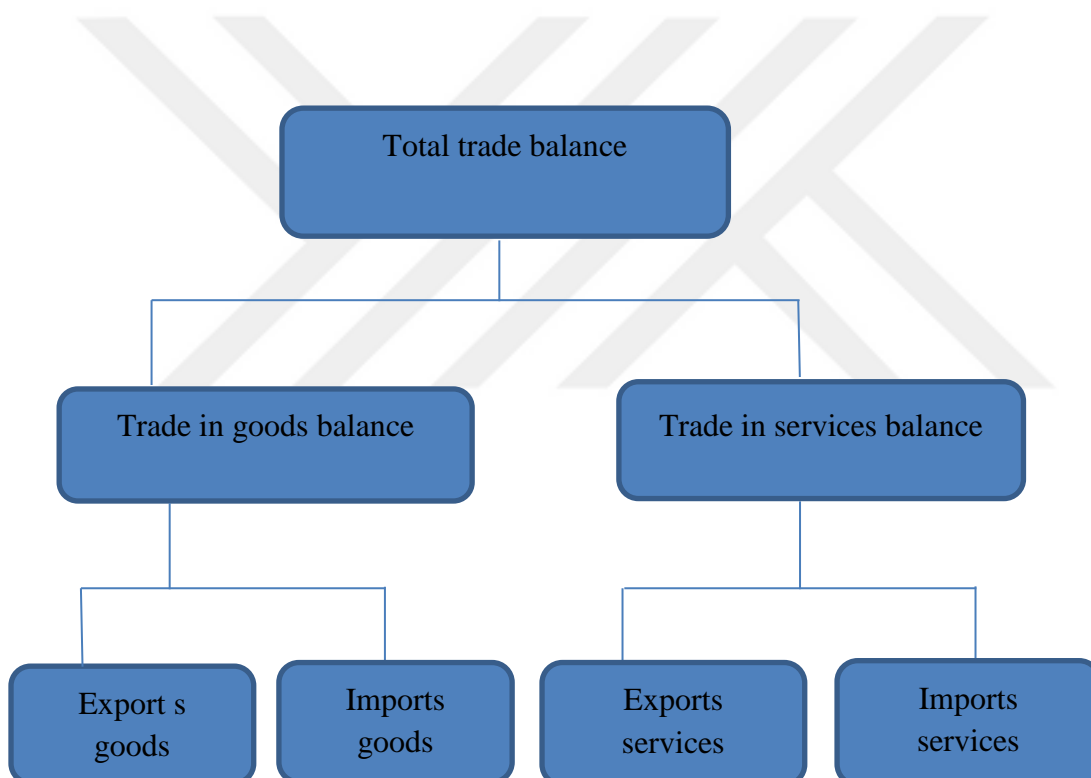 Total trade balance
Trade in goods balance
Trade in services balance
Export s
goods
Imports
goods
Exports
services
Imports
services